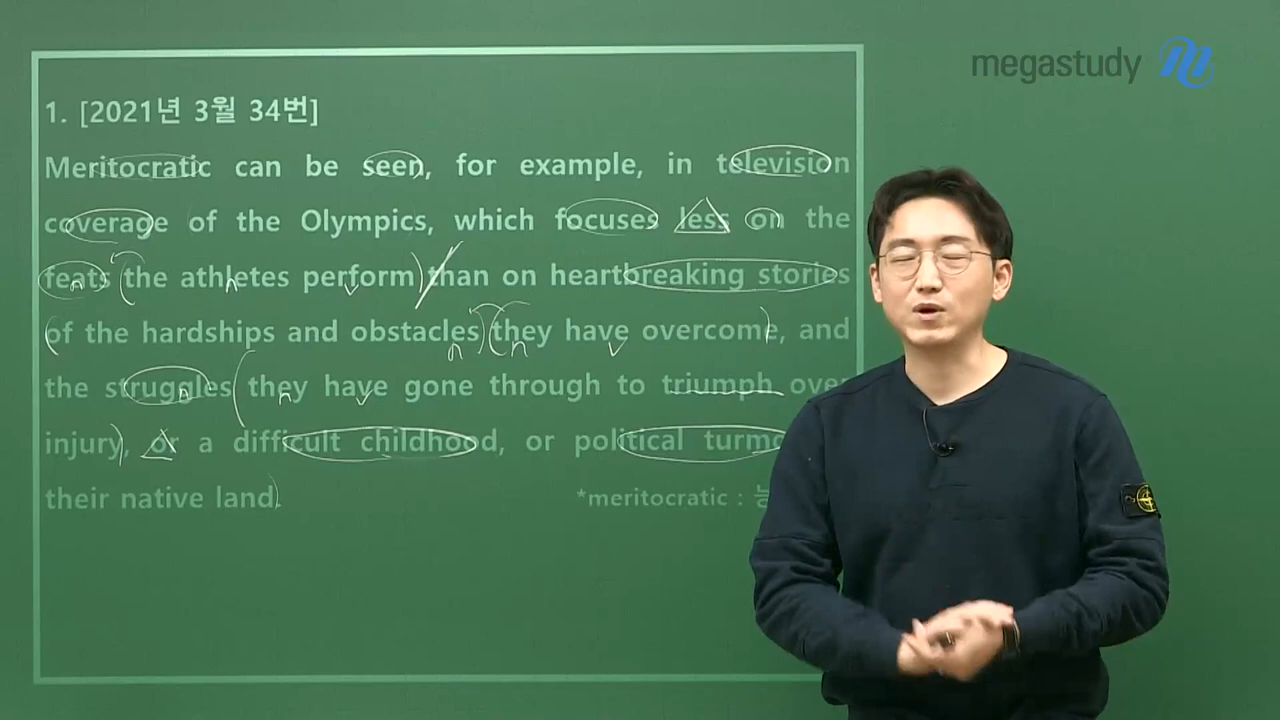 megastudy
1. [2021년 3월 34번]
Meritocratic can be seen, for example, in television
coverage of the Olympics, which focuses less on the
feats the athletes perform than on heartbreaking stories
of the hardships and obstacles they have overcome, and
the struggles they have gone through to triumph over
injury, or a difficult childhood, or political
their native land.
*meritocratic :